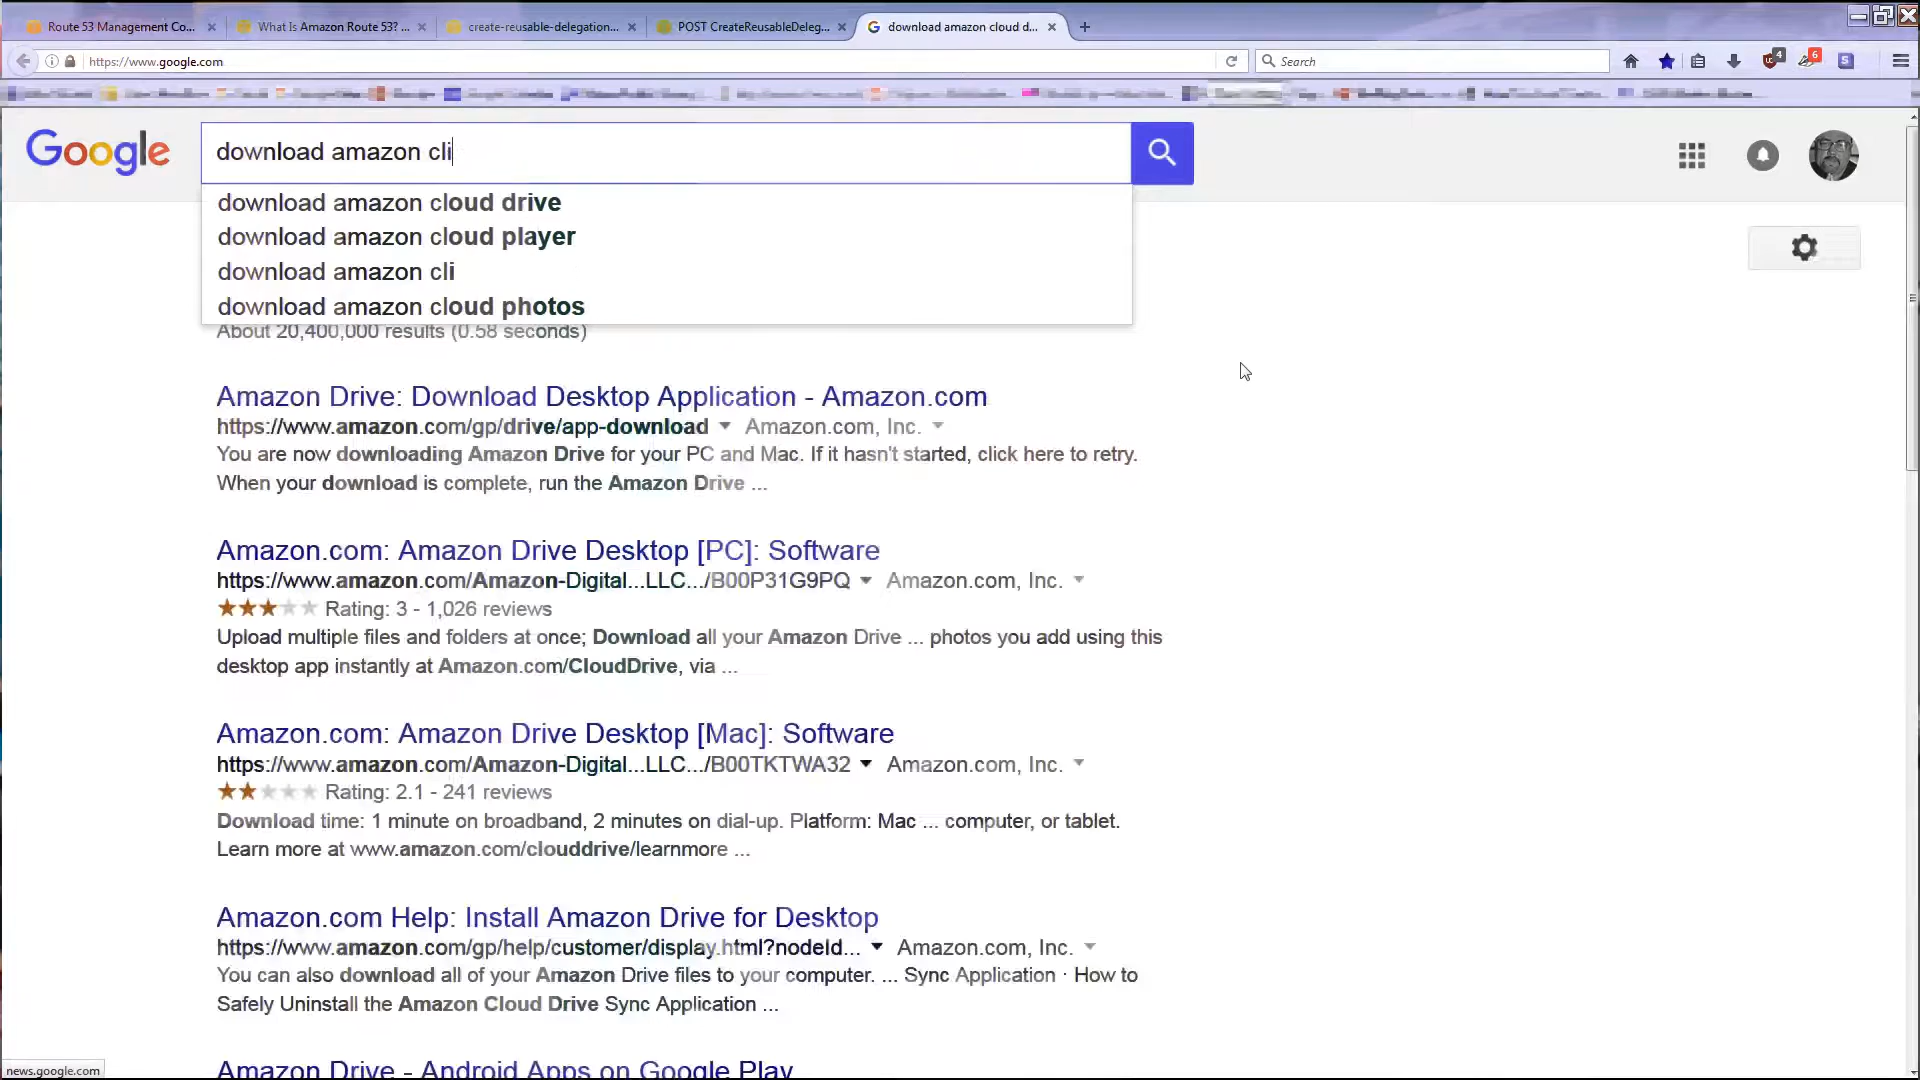 Route 53 Management Co...
What Is Amazon Route 53? ...
create-reusable-delegation...
POST CreateReusableDeleg...
download amazon cloud d...
https://www.google.com
Search
4
6
S
Google
download amazon cli
download amazon cloud drive
download amazon cloud player
download amazon cli
download amazon cloud photos
About 20,400,000 results (0.58 seconds)
Amazon Drive: Download Desktop Application - Amazon.com
https://www.amazon.com/gp/drive/app-download Amazon.com, Inc.
You are now downloading Amazon Drive for your PC and Mac. If it hasn't started, click here to retry.
When your download is complete, run the Amazon Drive ...
Amazon.com: Amazon Drive Desktop [PC]: Software
https://www.amazon.com/Amazon-Digital...LLC.../B00P31G9PQ Amazon.com, Inc.
Rating: 3 - 1,026 reviews
Upload multiple files and folders at once; Download all your Amazon Drive ... photos you add using this
desktop app instantly at Amazon.com/CloudDrive, via ...
Amazon.com: Amazon Drive Desktop [Mac]: Software
https://www.amazon.com/Amazon-Digital...LLC.../B00TKTWA32 Amazon.com, Inc.
Rating: 2.1 - 241 reviews
Download time: 1 minute on broadband, 2 minutes on dial-up. Platform: Mac ... computer, or tablet.
Learn more at www.amazon.com/clouddrive/learnmore ...
Amazon.com Help: Install Amazon Drive for Desktop
https://www.amazon.com/gp/help/customer/display.html?nodeId... Amazon.com, Inc.
You can also download all of your Amazon Drive files to your computer. ... Sync Application · How to
Safely Uninstall the Amazon Cloud Drive Sync Application ...
Amazon Drive - Android Apps on Google Play
news.google.com